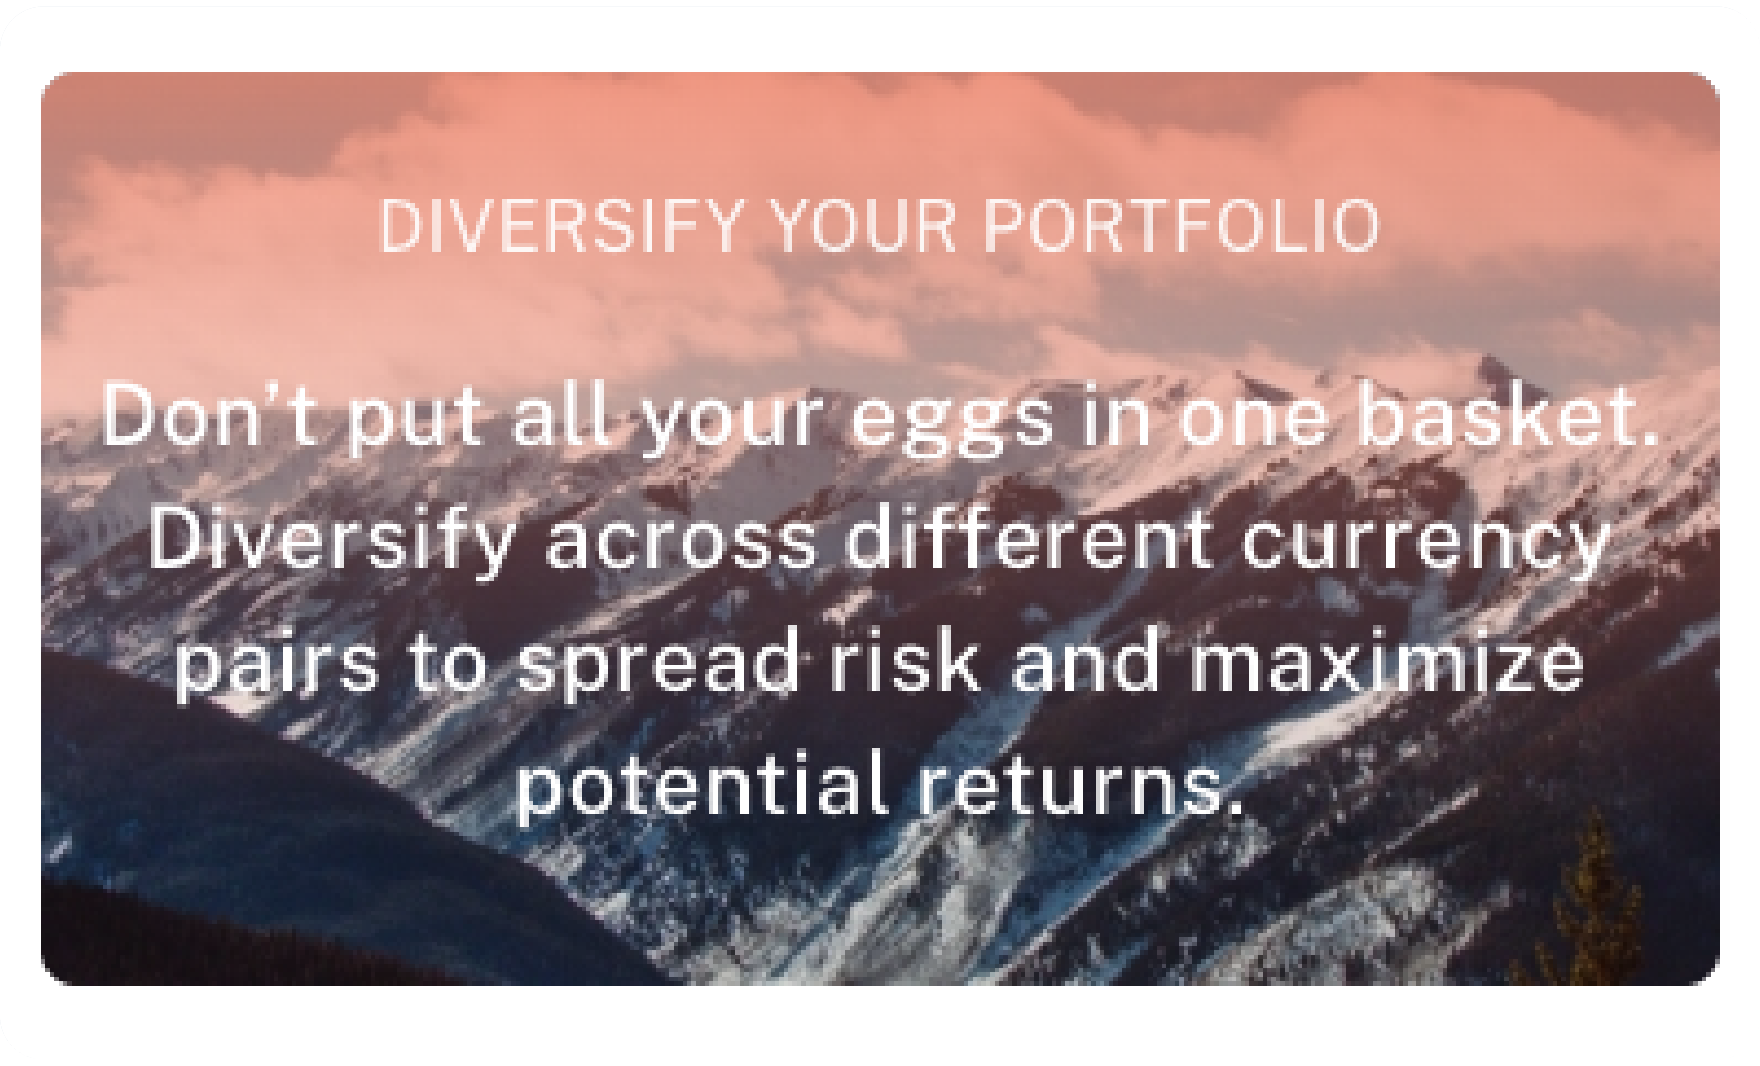 DIVERSIFY YOUR PORTFOLIO
Don’t put all your eggs in one basket.
Diversify across different currency
pairs to spread risk and maximize
potential returns.